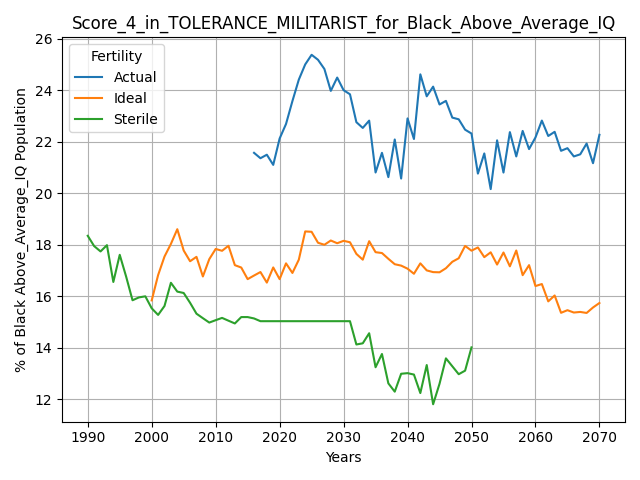 Score_4_in_TOLERANCE_MILITARIST_for_Black_Above_Average_IQ
Fertility
Actual
Ideal
Sterile
% of Black Above_Average_IQ Population
26
24
22
20
18
16
14
12
1990 2000 2010 2020 2030 2040 2050 2060 2070
Years